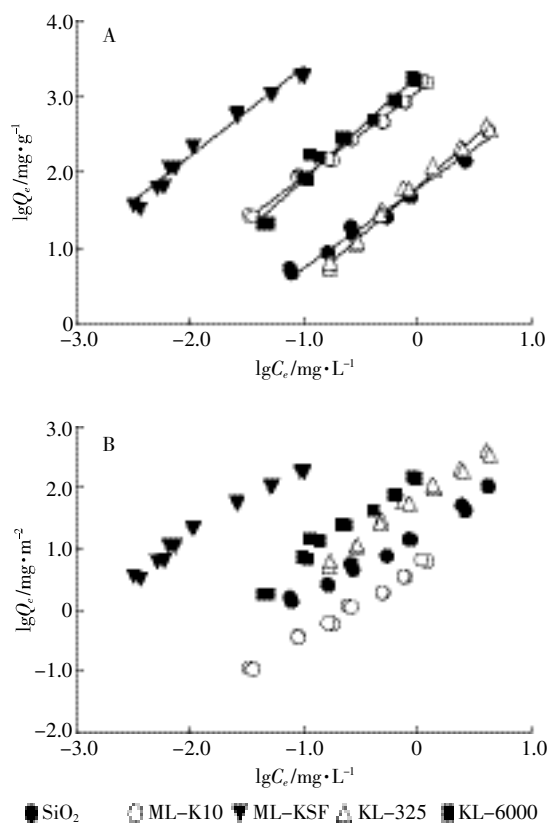 A
4.0
3.0
2.0
1.0
0
lgQₑ/mg·g⁻¹
−3.0 −2.0 −1.0 0 1.0
lgCₑ/mg·L⁻¹
B
3.0
2.0
1.0
0
−1.0
−2.0
lgQₑ/mg·m⁻²
−3.0 −2.0 −1.0 0 1.0
lgCₑ/mg·L⁻¹
SiO₂ ML−K10 ML−KSF KL−325 KL−6000